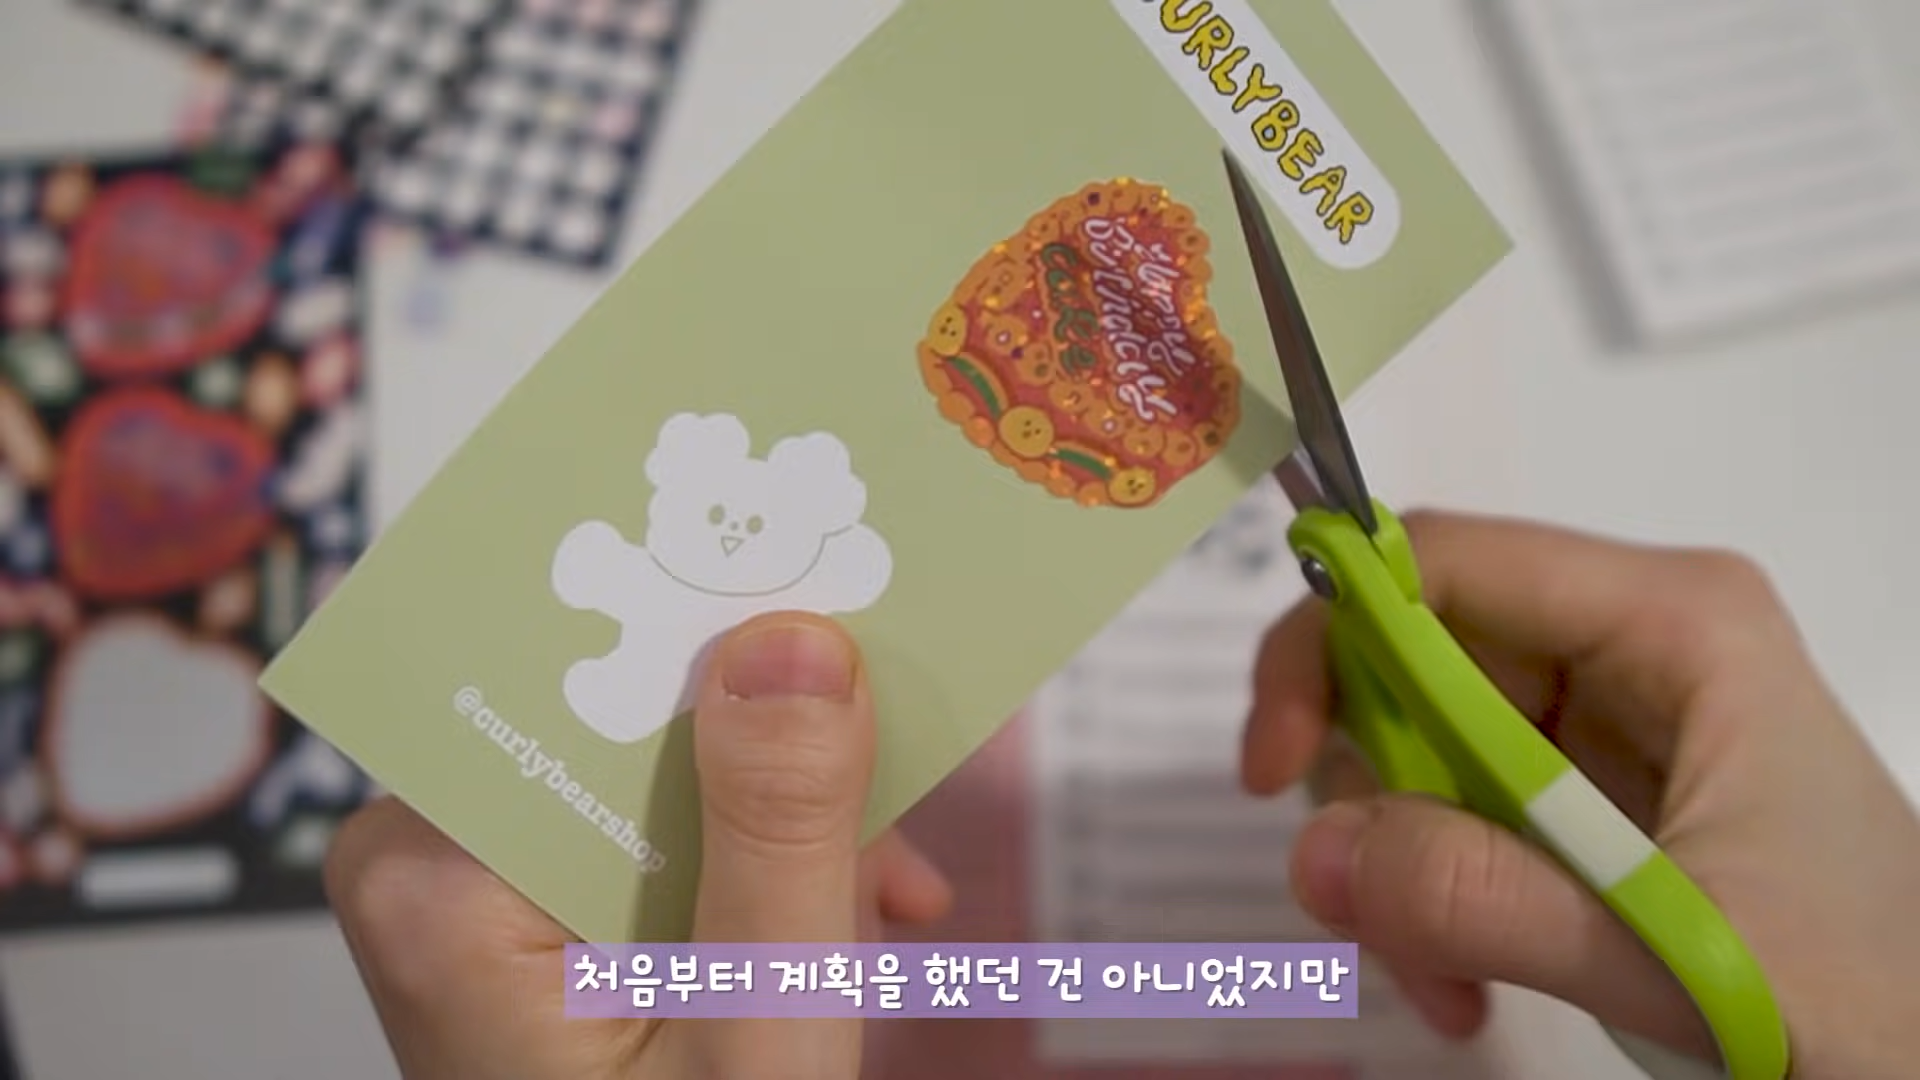 URLYBEAR
Happy
Birthday
cake
@curlybearshop
처음부터 계획을 했던 건 아니었지만